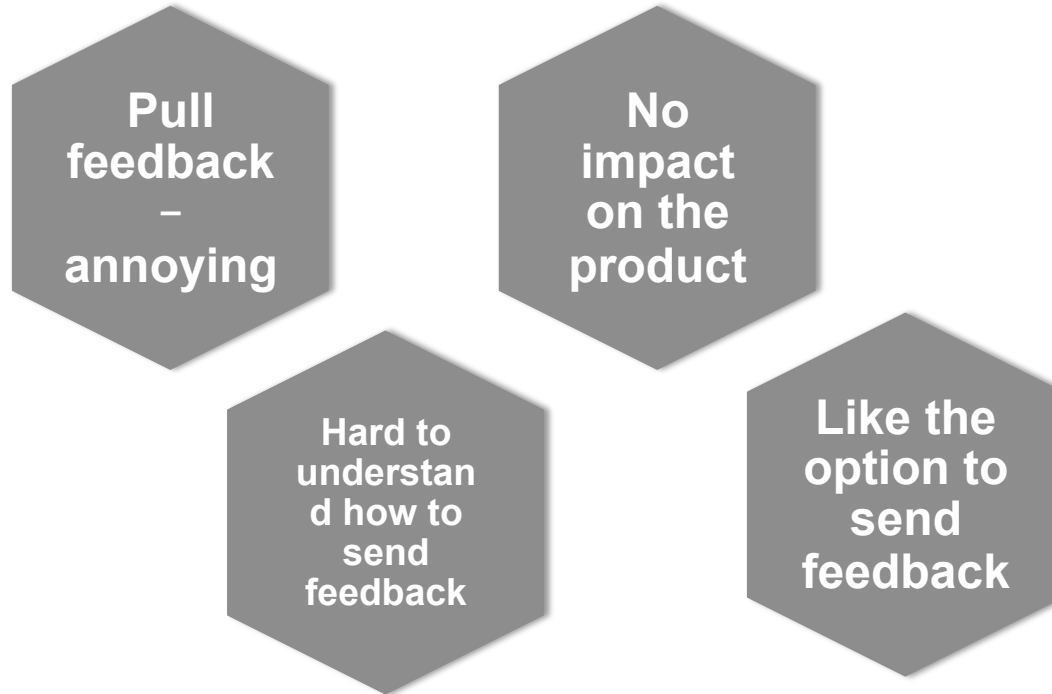 Pull
feedback
–
annoying
No
impact
on the
product
Hard to
understan
d how to
send
feedback
Like the
option to
send
feedback